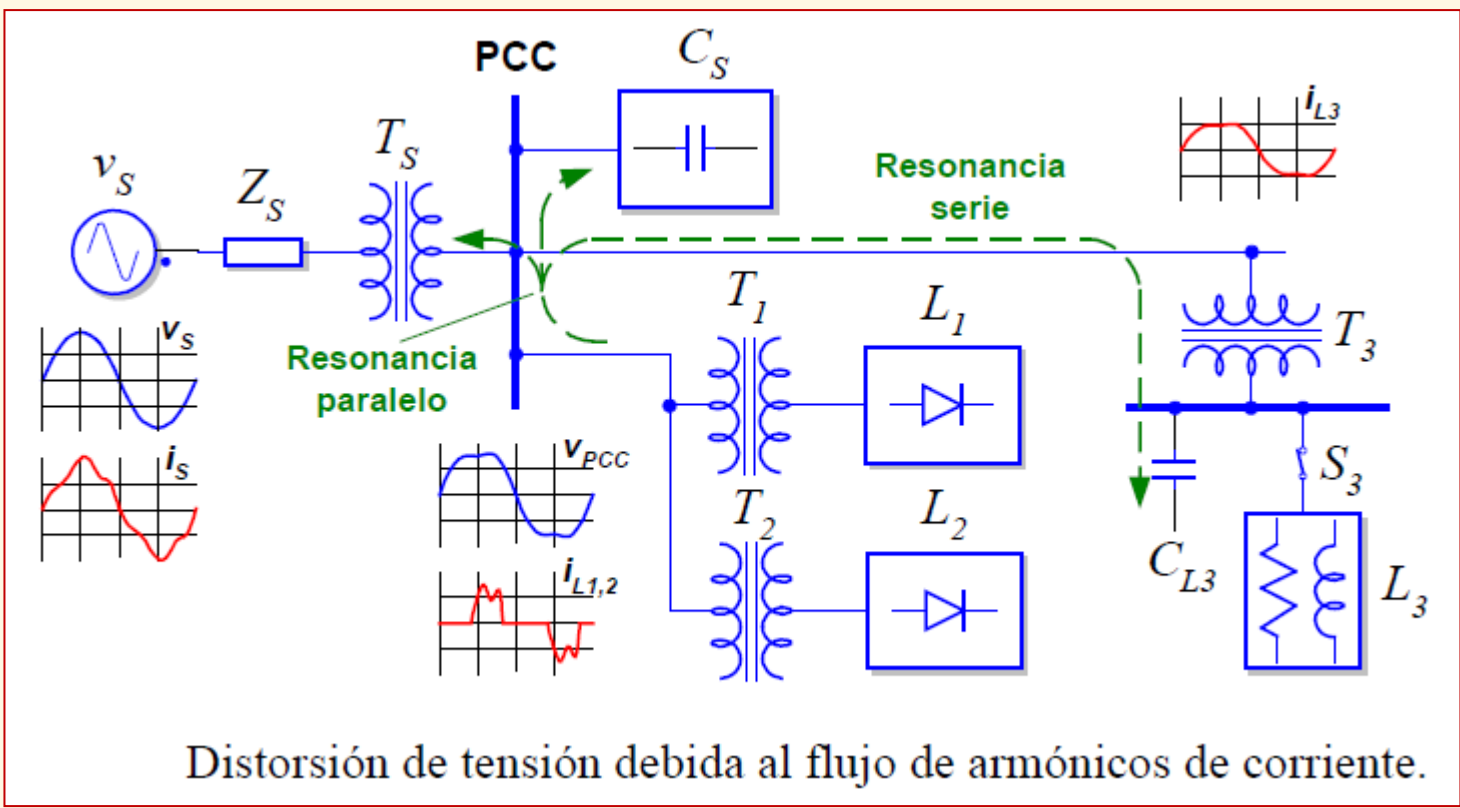 PCC
C_S
i_L3
T_S
Resonancia
serie
v_S
Z_S
T_1
L_1
T_3
v_S
Resonancia
paralelo
v_PCC
i_S
S_3
T_2
L_2
C_L3
L_3
i_L1,2
Distorsión de tensión debida al flujo de armónicos de corriente.